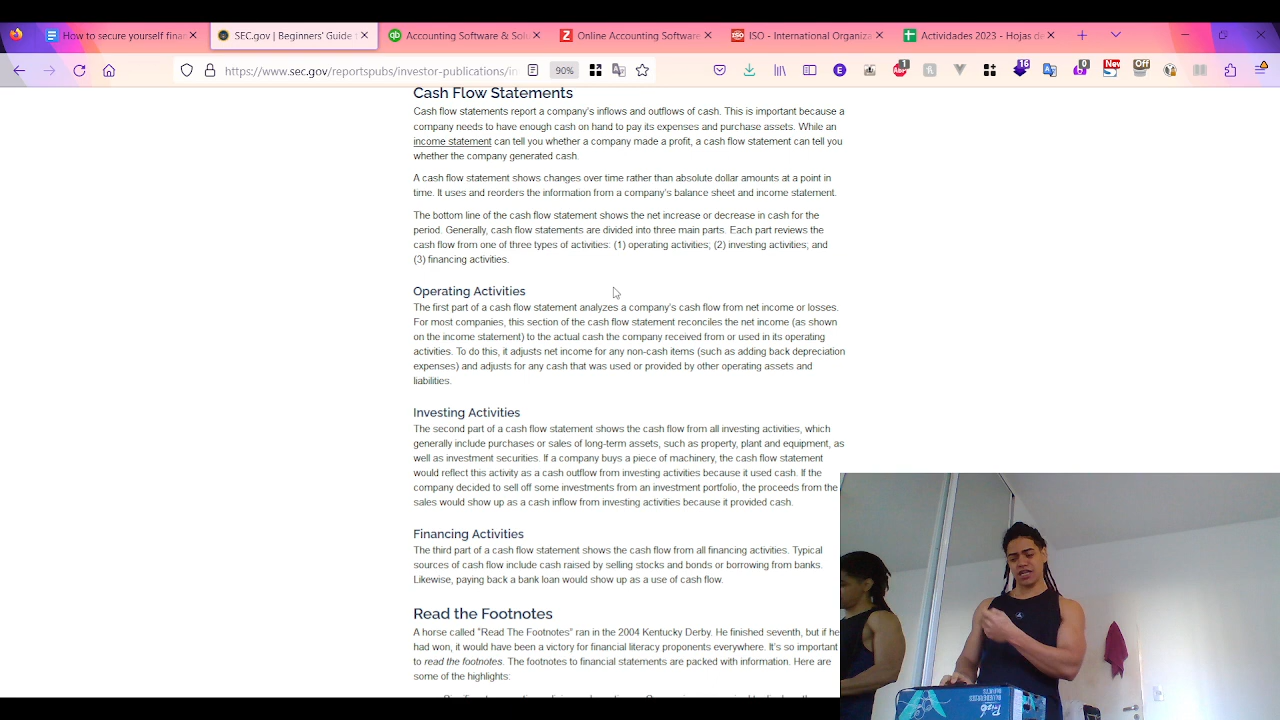 How to secure yourself finan
SEC.gov | Beginners' Guide t
Accounting Software & Solu
Online Accounting Software
ISO - International Organiza
Actividades 2023 - Hojas de
https://www.sec.gov/reportspubs/investor-publications/in
90%
1
16
0
New
Off
Cash Flow Statements
Cash flow statements report a company's inflows and outflows of cash. This is important because a
company needs to have enough cash on hand to pay its expenses and purchase assets. While an
income statement can tell you whether a company made a profit, a cash flow statement can tell you
whether the company generated cash.
A cash flow statement shows changes over time rather than absolute dollar amounts at a point in
time. It uses and reorders the information from a company's balance sheet and income statement.
The bottom line of the cash flow statement shows the net increase or decrease in cash for the
period. Generally, cash flow statements are divided into three main parts. Each part reviews the
cash flow from one of three types of activities: (1) operating activities; (2) investing activities; and
(3) financing activities.
Operating Activities
The first part of a cash flow statement analyzes a company's cash flow from net income or losses.
For most companies, this section of the cash flow statement reconciles the net income (as shown
on the income statement) to the actual cash the company received from or used in its operating
activities. To do this, it adjusts net income for any non-cash items (such as adding back depreciation
expenses) and adjusts for any cash that was used or provided by other operating assets and
liabilities.
Investing Activities
The second part of a cash flow statement shows the cash flow from all investing activities, which
generally include purchases or sales of long-term assets, such as property, plant and equipment, as
well as investment securities. If a company buys a piece of machinery, the cash flow statement
would reflect this activity as a cash outflow from investing activities because it used cash. If the
company decided to sell off some investments from an investment portfolio, the proceeds from the
sales would show up as a cash inflow from investing activities because it provided cash.
Financing Activities
The third part of a cash flow statement shows the cash flow from all financing activities. Typical
sources of cash flow include cash raised by selling stocks and bonds or borrowing from banks.
Likewise, paying back a bank loan would show up as a use of cash flow.
Read the Footnotes
A horse called "Read The Footnotes" ran in the 2004 Kentucky Derby. He finished seventh, but if he
had won, it would have been a victory for financial literacy proponents everywhere. It's so important
to read the footnotes. The footnotes to financial statements are packed with information. Here are
some of the highlights: